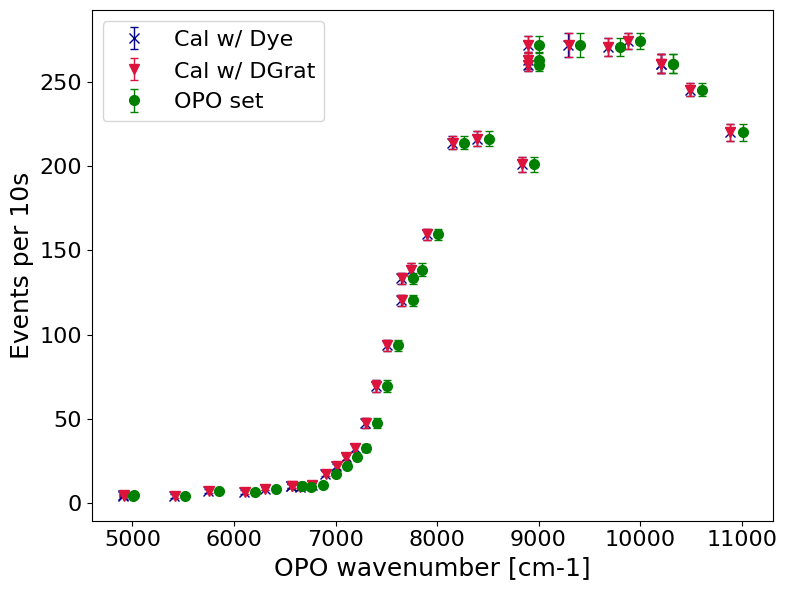 Cal w/ Dye
Cal w/ DGrat
OPO set
Events per 10s
250
200
150
100
50
0
5000 6000 7000 8000 9000 10000 11000
OPO wavenumber [cm-1]